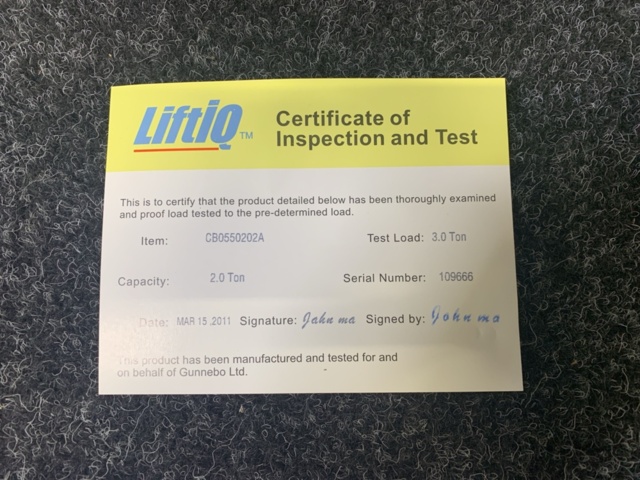 LiftiQ TM
Certificate of
Inspection and Test
This is to certify that the product detailed below has been thoroughly examined
and proof load tested to the pre-determined load.
Item: CB0550202A Test Load: 3.0 Ton
Capacity: 2.0 Ton Serial Number: 109666
Date: MAR 15 ,2011 Signature: John ma Signed by: John ma
This product has been manufactured and tested for and
on behalf of Gunnebo Ltd.